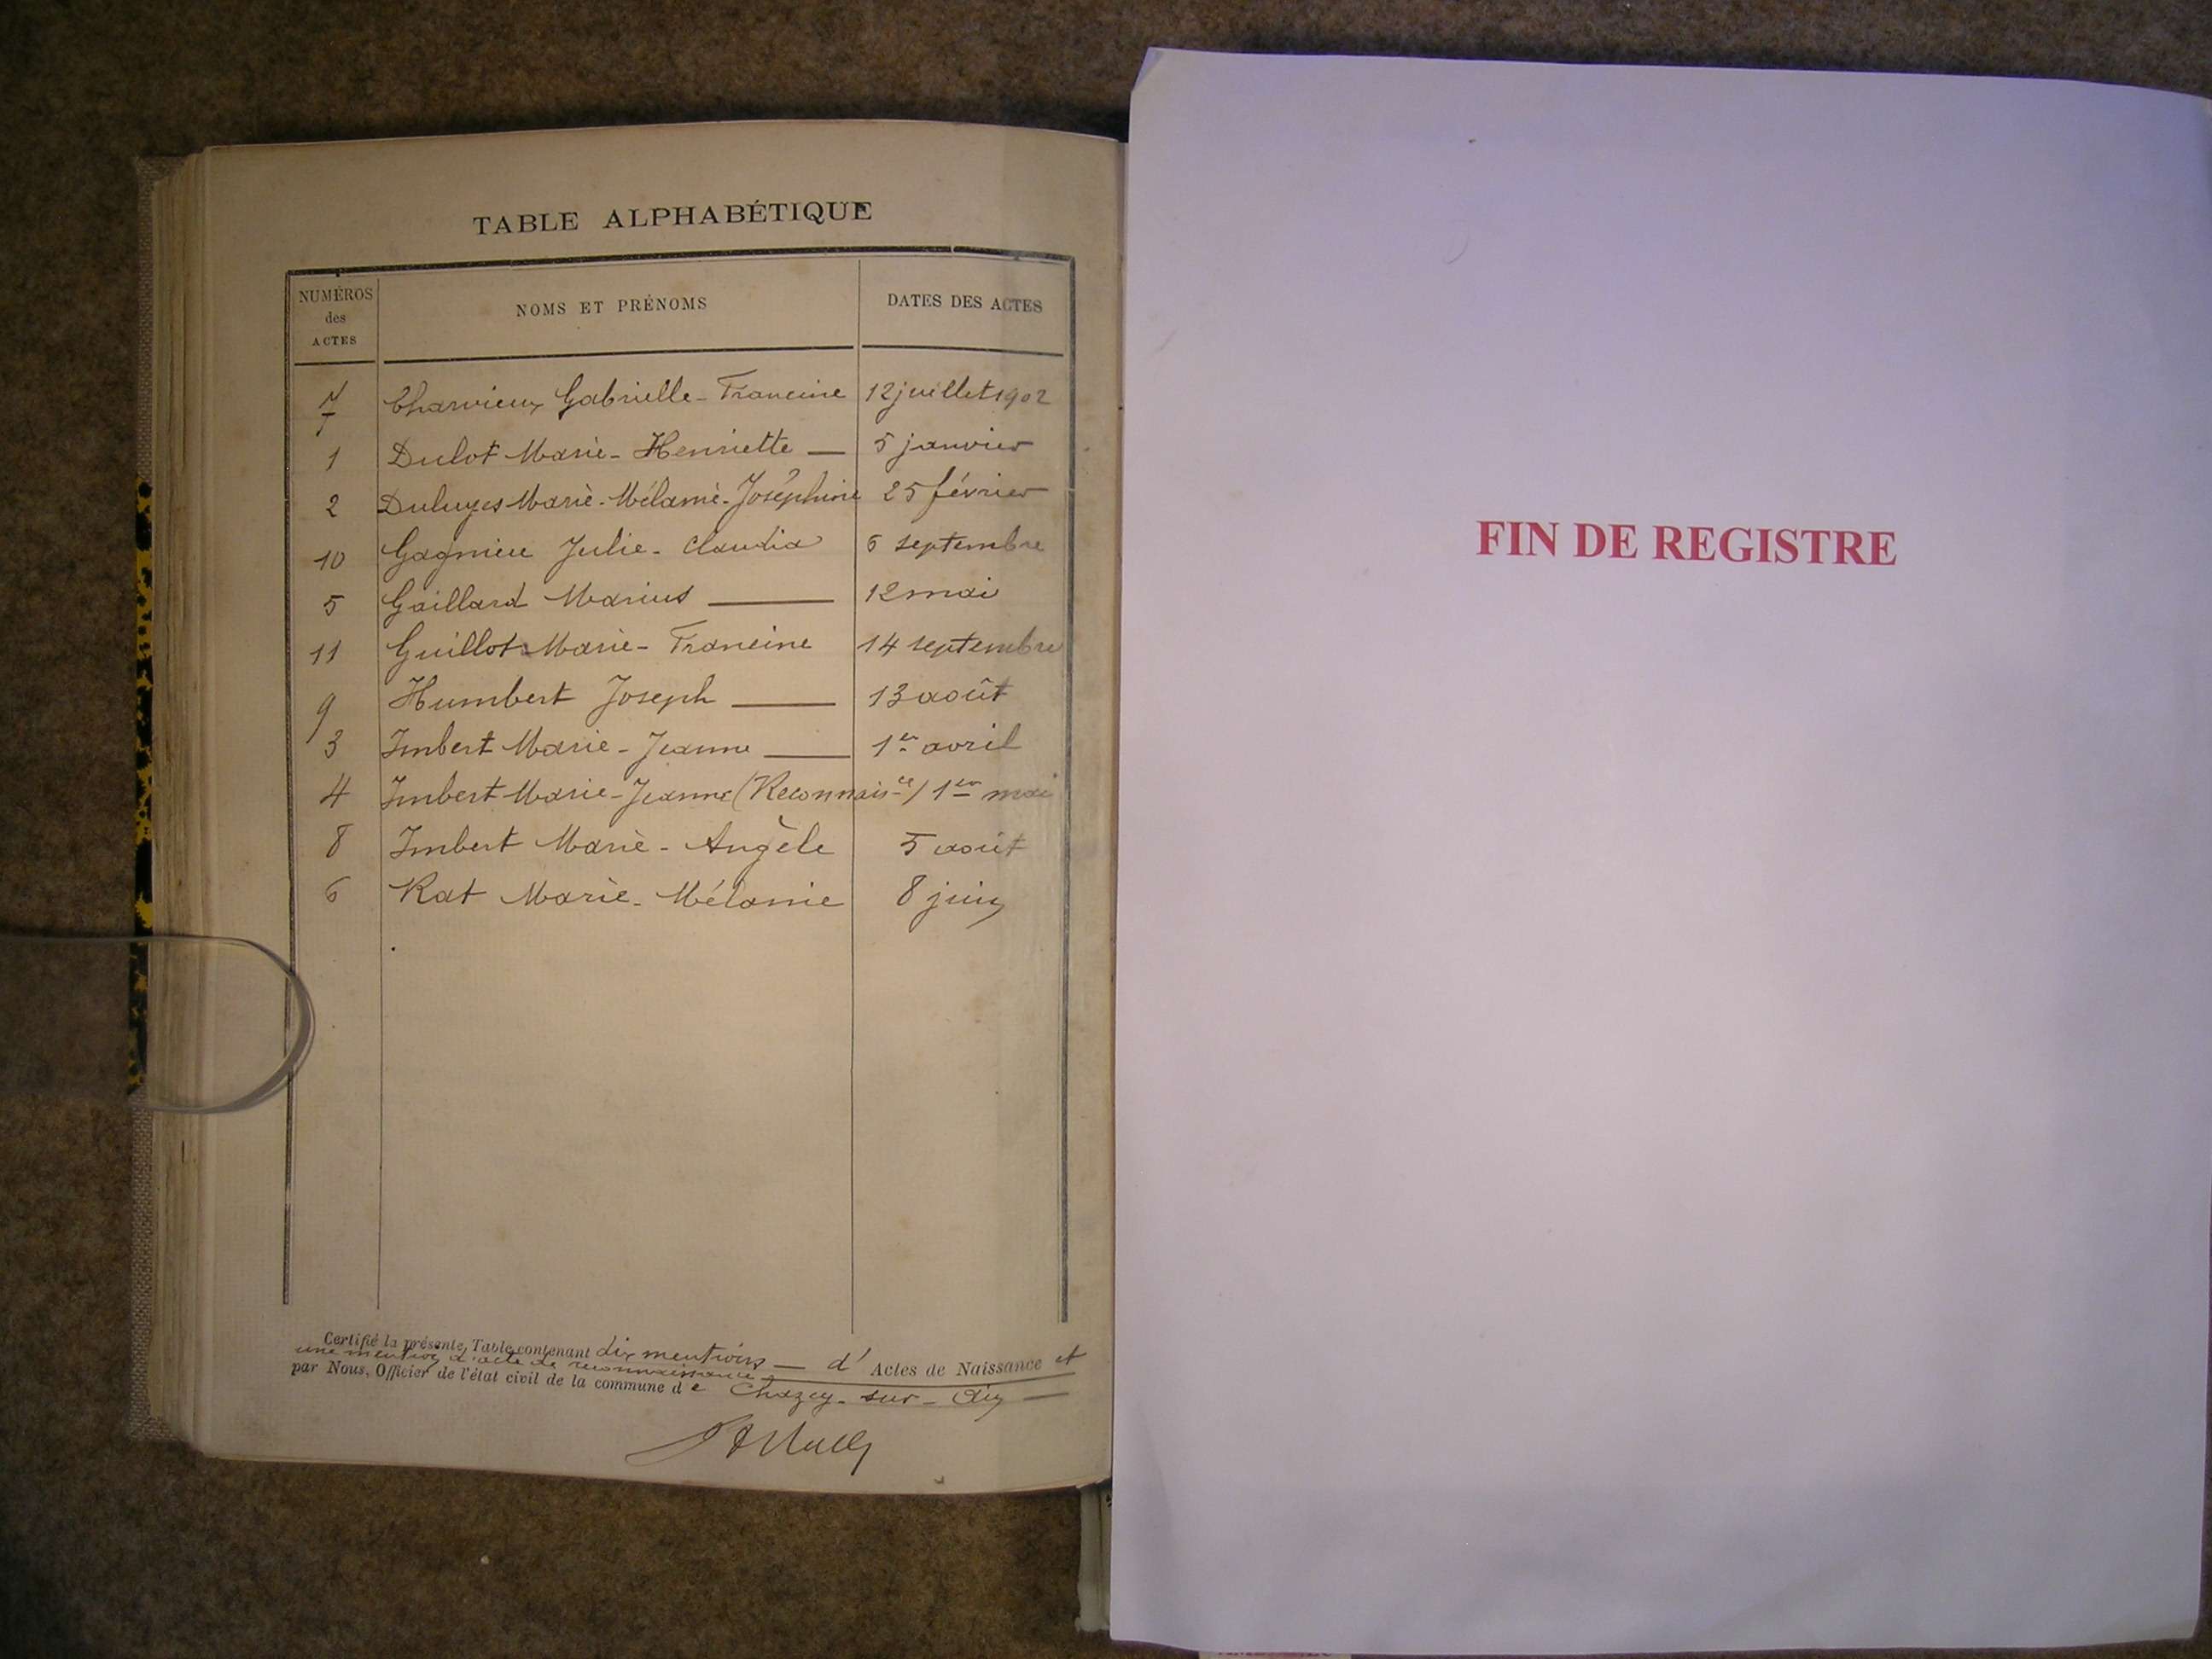 TABLE ALPHABÉTIQUE
NUMÉROS des ACTES NOMS ET PRÉNOMS DATES DES ACTES
7 Charvieux Gabrielle-Francine 12 juillet 1902
1 Dulot Marie-Henriette — 5 janvier
2 Marie-Mélanie-Joséphine 25 février
10 Gagnieu Julie-Claudia 6 septembre
5 Gaillard Marius — 12 mai
11 Guillot Marie-Francine 14 septembre
9 Humbert Joseph — 13 août
3 Imbert Marie-Jeanne — 1er avril
4 Imbert Marie-Jeanne (Reconnaisce) 1er mai
8 Imbert Marie-Angèle 5 août
6 Rat Marie-Mélanie 8 juin
Certifié la présente Table contenant dix mentions — d'Actes de Naissance et
une mention d'acte de reconnaissance
par Nous, Officier de l'état civil de la commune de Chazey-sur-Ain —
FIN DE REGISTRE